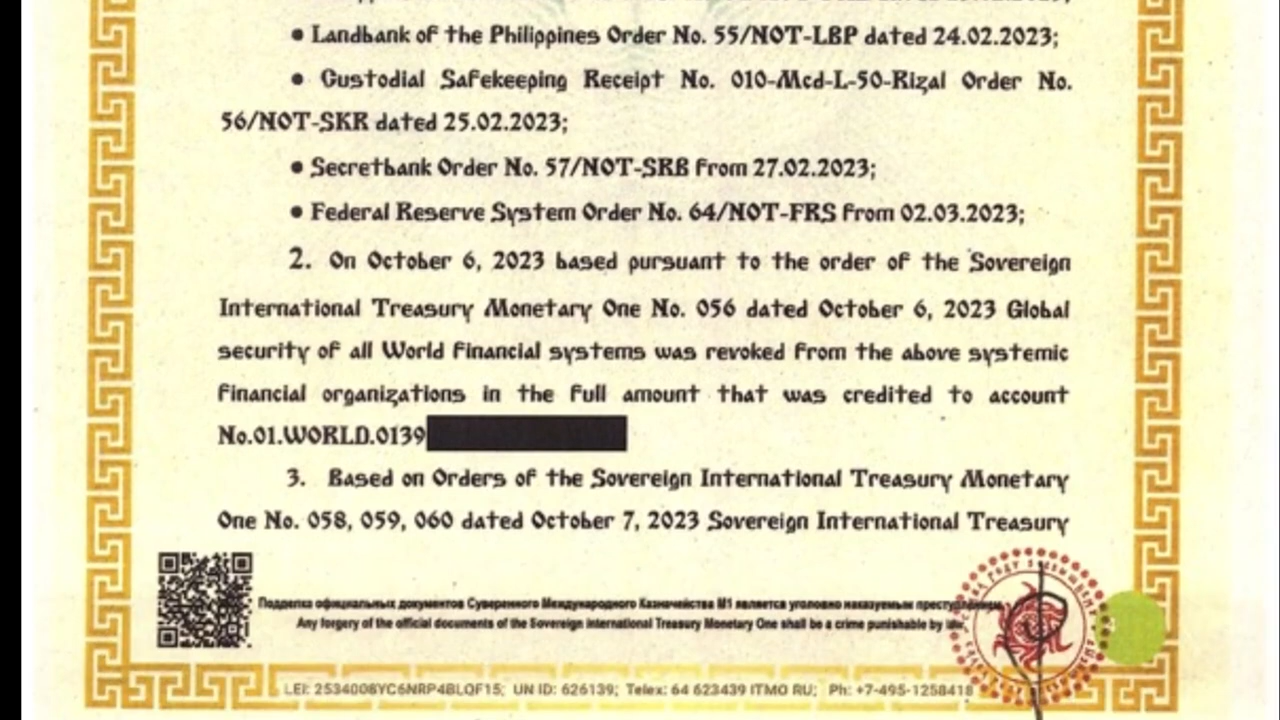 • Landbank of the Philippines Order No. 55/NOT-LBP dated 24.02.2023;
• Custodial Safekeeping Receipt No. 010-Mcd-L-50-Rizal Order No.
56/NOT-SKR dated 25.02.2023;
• Secretbank Order No. 57/NOT-SRB from 27.02.2023;
• Federal Reserve System Order No. 64/NOT-FRS from 02.03.2023;
2. On October 6, 2023 based pursuant to the order of the Sovereign
International Treasury Monetary One No. 056 dated October 6, 2023 Global
security of all World financial systems was revoked from the above systemic
financial organizations in the full amount that was credited to account
No.01.WORLD.0139
3. Based on Orders of the Sovereign International Treasury Monetary
One No. 058, 059, 060 dated October 7, 2023 Sovereign International Treasury
Подделка официальных документов Суверенного Международного Казначейства М1 является уголовно наказуемым преступлением.
Any forgery of the official documents of the Sovereign International Treasury Monetary One shall be a crime punishable by law.
LEI: 2534008YC6NRP4BLOF15; UN ID: 626139; Telex: 64 623439 ITMO RU; Ph: +7-495-1258418